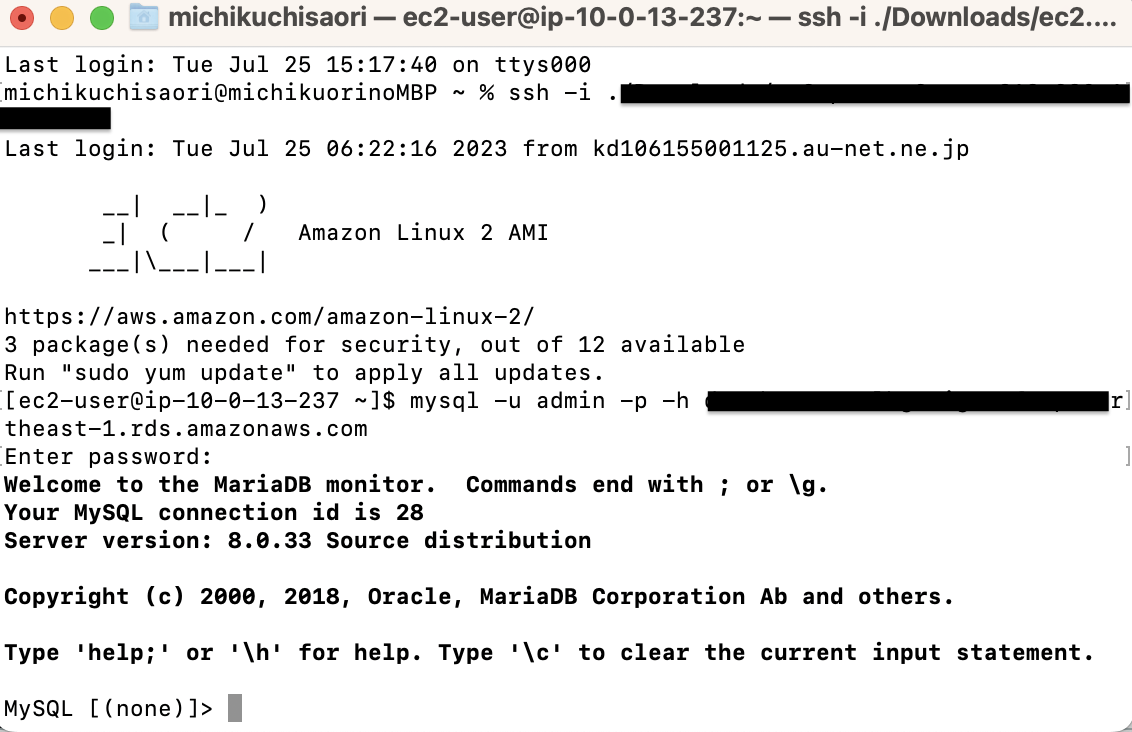 michikuchisaori — ec2-user@ip-10-0-13-237:~ — ssh -i ./Downloads/ec2....
Last login: Tue Jul 25 15:17:40 on ttys000
[michikuchisaori@michikuorinoMBP ~ % ssh -i .
Last login: Tue Jul 25 06:22:16 2023 from kd106155001125.au-net.ne.jp
__|  __|_  )
_|  (     /   Amazon Linux 2 AMI
___|\___|___|
https://aws.amazon.com/amazon-linux-2/
3 package(s) needed for security, out of 12 available
Run "sudo yum update" to apply all updates.
[[ec2-user@ip-10-0-13-237 ~]$ mysql -u admin -p -h r]
theast-1.rds.amazonaws.com
[Enter password: ]
Welcome to the MariaDB monitor.  Commands end with ; or \g.
Your MySQL connection id is 28
Server version: 8.0.33 Source distribution
Copyright (c) 2000, 2018, Oracle, MariaDB Corporation Ab and others.
Type 'help;' or '\h' for help. Type '\c' to clear the current input statement.
MySQL [(none)]>